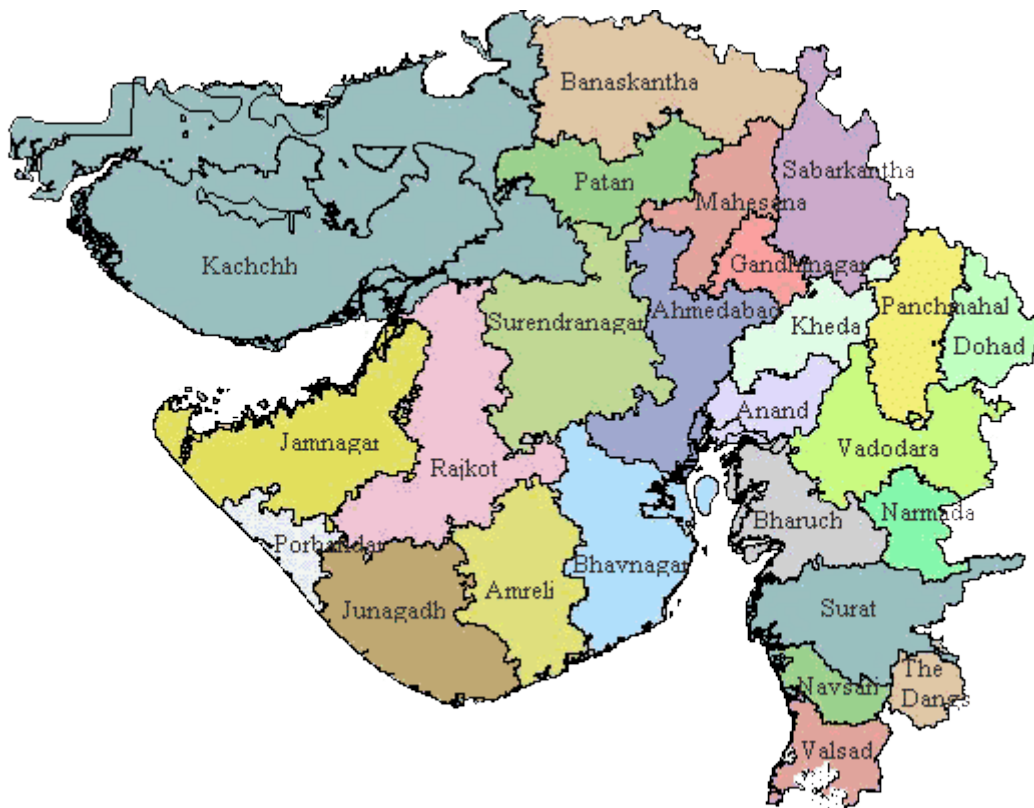 Banaskantha
Sabarkantha
Patan
Mahesana
Kachchh
Gandhinagar
Surendranagar
Ahmedabad
Kheda
Panchmahal
Dohad
Anand
Jamnagar
Rajkot
Vadodara
Narmada
Bharuch
Porbandar
Bhavnagar
Junagadh
Amreli
Surat
The
Dangs
Navsari
Valsad